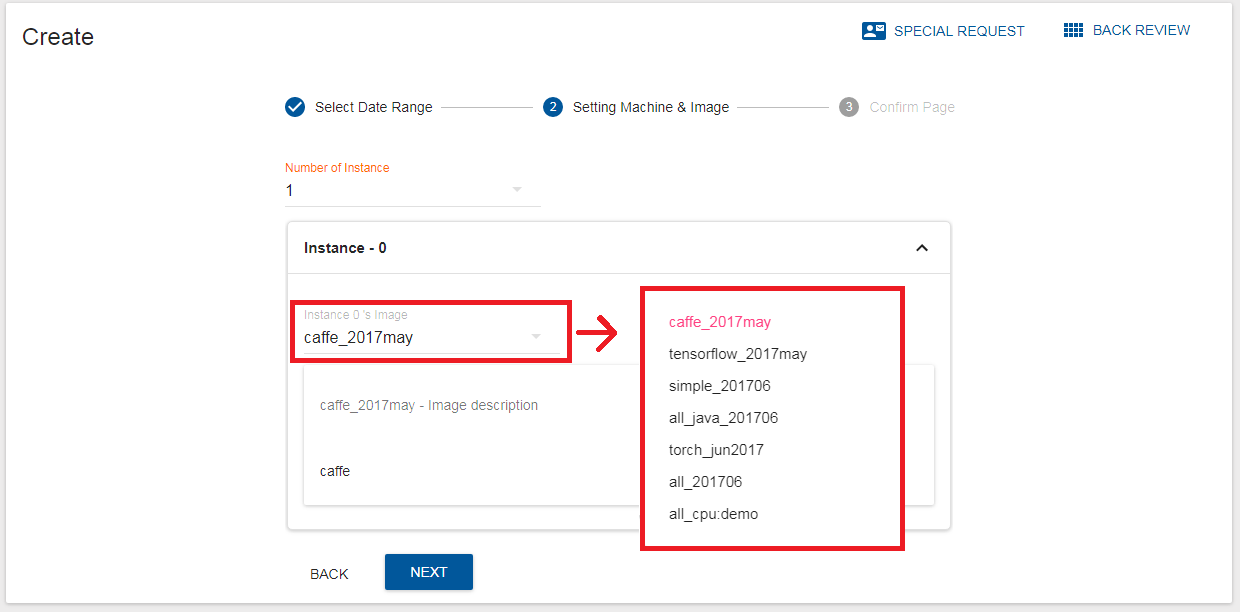 Create
SPECIAL REQUEST
BACK REVIEW
Select Date Range
2 Setting Machine & Image
3 Confirm Page
Number of Instance
1
Instance - 0
Instance 0 's Image
caffe_2017may
caffe_2017may - Image description
caffe
caffe_2017may
tensorflow_2017may
simple_201706
all_java_201706
torch_jun2017
all_201706
all_cpu:demo
BACK
NEXT